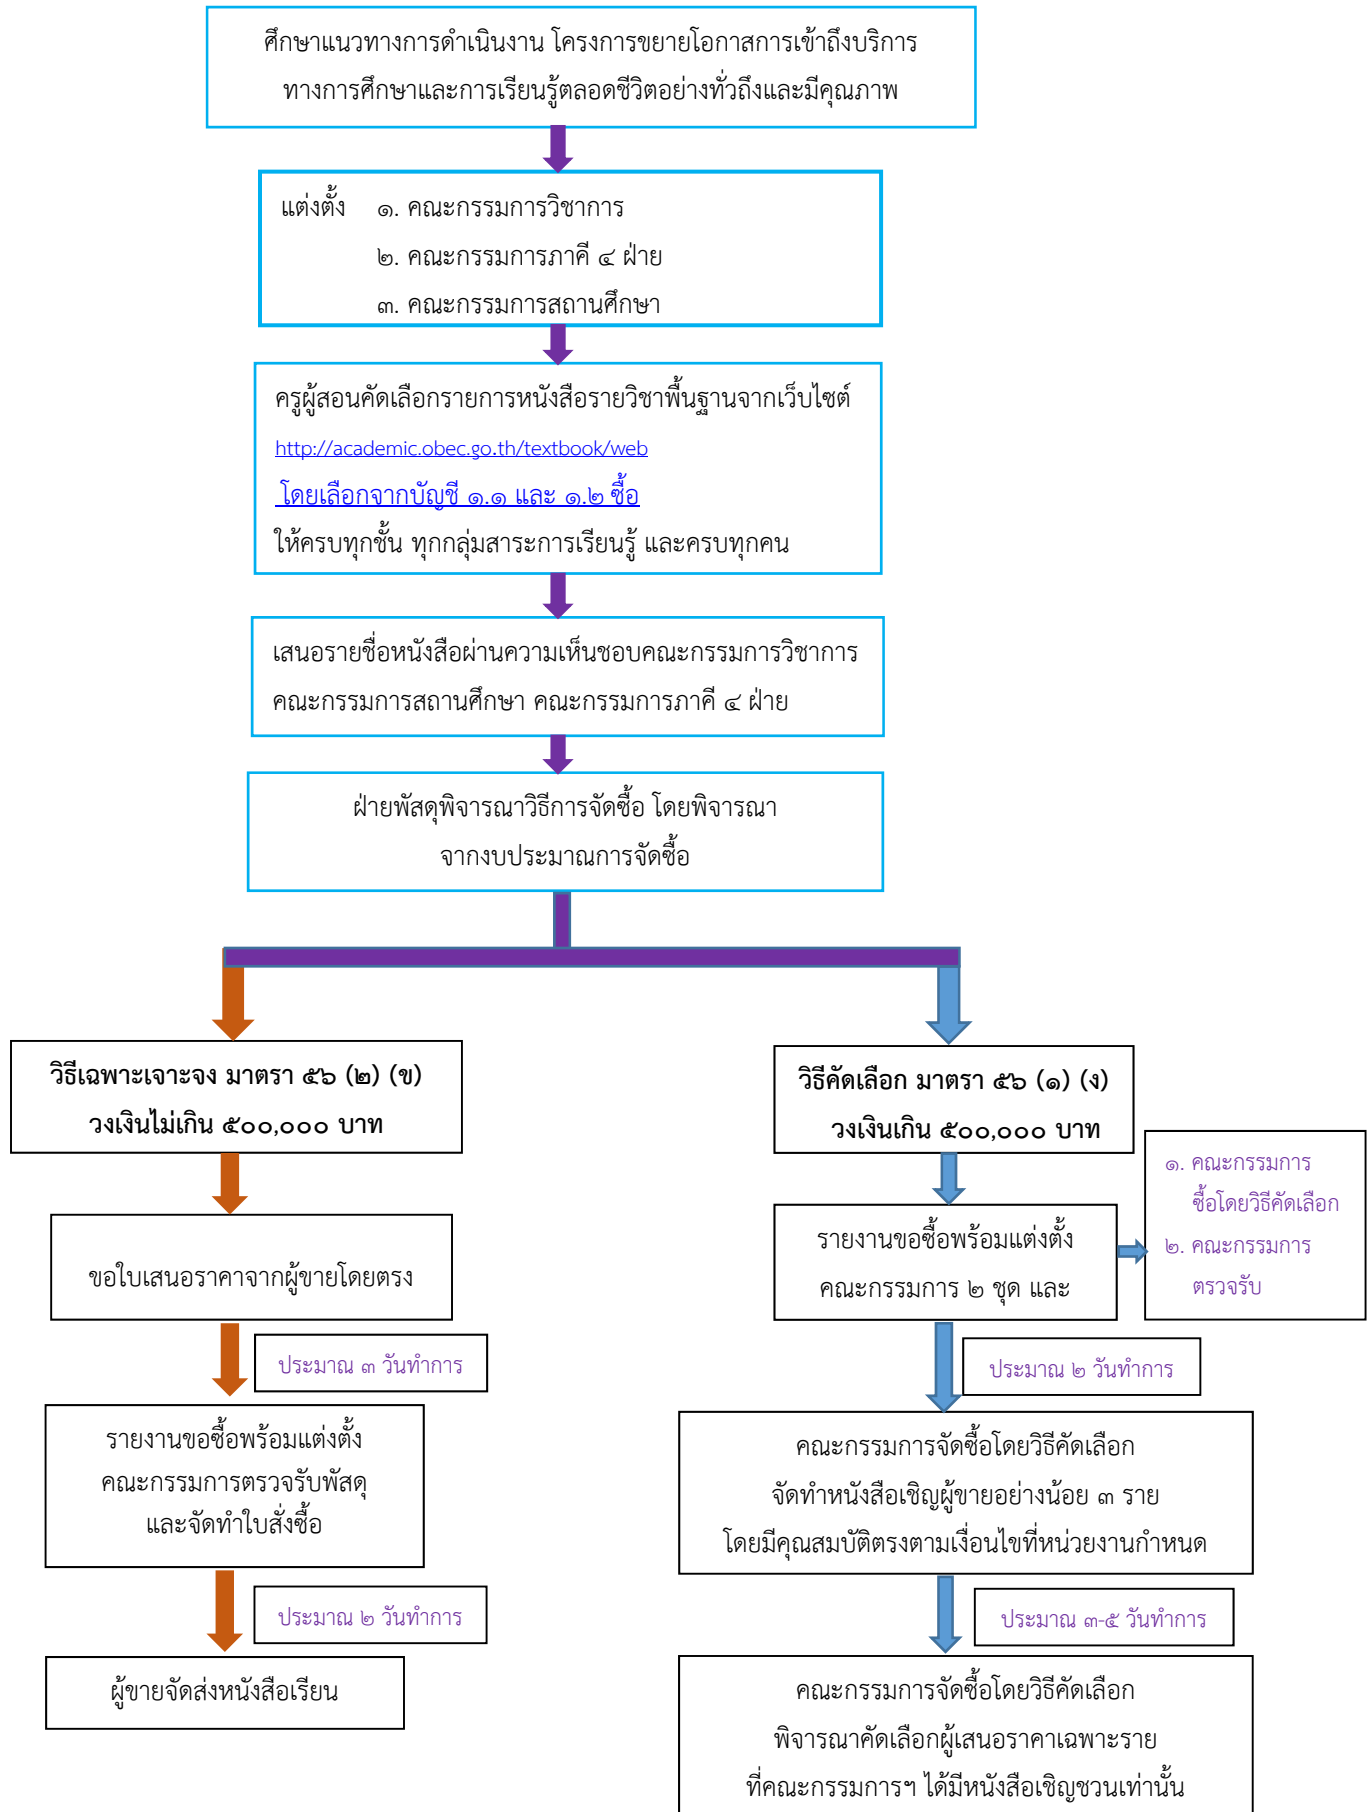 ศึกษาแนวทางการดำเนินงาน โครงการขยายโอกาสการเข้าถึงบริการ
ทางการศึกษาและการเรียนรู้ตลอดชีวิตอย่างทั่วถึงและมีคุณภาพ
แต่งตั้ง ๑. คณะกรรมการวิชาการ
๒. คณะกรรมการภาคี ๔ ฝ่าย
๓. คณะกรรมการสถานศึกษา
ครูผู้สอนคัดเลือกรายการหนังสือรายวิชาพื้นฐานจากเว็บไซต์
http://academic.obec.go.th/textbook/web
โดยเลือกจากบัญชี ๑.๑ และ ๑.๒ ซื้อ
ให้ครบทุกชั้น ทุกกลุ่มสาระการเรียนรู้ และครบทุกคน
เสนอรายชื่อหนังสือผ่านความเห็นชอบคณะกรรมการวิชาการ
คณะกรรมการสถานศึกษา คณะกรรมการภาคี ๔ ฝ่าย
ฝ่ายพัสดุพิจารณาวิธีการจัดซื้อ โดยพิจารณา
จากงบประมาณการจัดซื้อ
วิธีเฉพาะเจาะจง มาตรา ๕๖ (๒) (ข)
วงเงินไม่เกิน ๕๐๐,๐๐๐ บาท
ขอใบเสนอราคาจากผู้ขายโดยตรง
ประมาณ ๓ วันทำการ
รายงานขอซื้อพร้อมแต่งตั้ง
คณะกรรมการตรวจรับพัสดุ
และจัดทำใบสั่งซื้อ
ประมาณ ๒ วันทำการ
ผู้ขายจัดส่งหนังสือเรียน
วิธีคัดเลือก มาตรา ๕๖ (๑) (ง)
วงเงินเกิน ๕๐๐,๐๐๐ บาท
รายงานขอซื้อพร้อมแต่งตั้ง
คณะกรรมการ ๒ ชุด และ
๑. คณะกรรมการ
ซื้อโดยวิธีคัดเลือก
๒. คณะกรรมการ
ตรวจรับ
ประมาณ ๒ วันทำการ
คณะกรรมการจัดซื้อโดยวิธีคัดเลือก
จัดทำหนังสือเชิญผู้ขายอย่างน้อย ๓ ราย
โดยมีคุณสมบัติตรงตามเงื่อนไขที่หน่วยงานกำหนด
ประมาณ ๓-๕ วันทำการ
คณะกรรมการจัดซื้อโดยวิธีคัดเลือก
พิจารณาคัดเลือกผู้เสนอราคาเฉพาะราย
ที่คณะกรรมการฯ ได้มีหนังสือเชิญชวนเท่านั้น